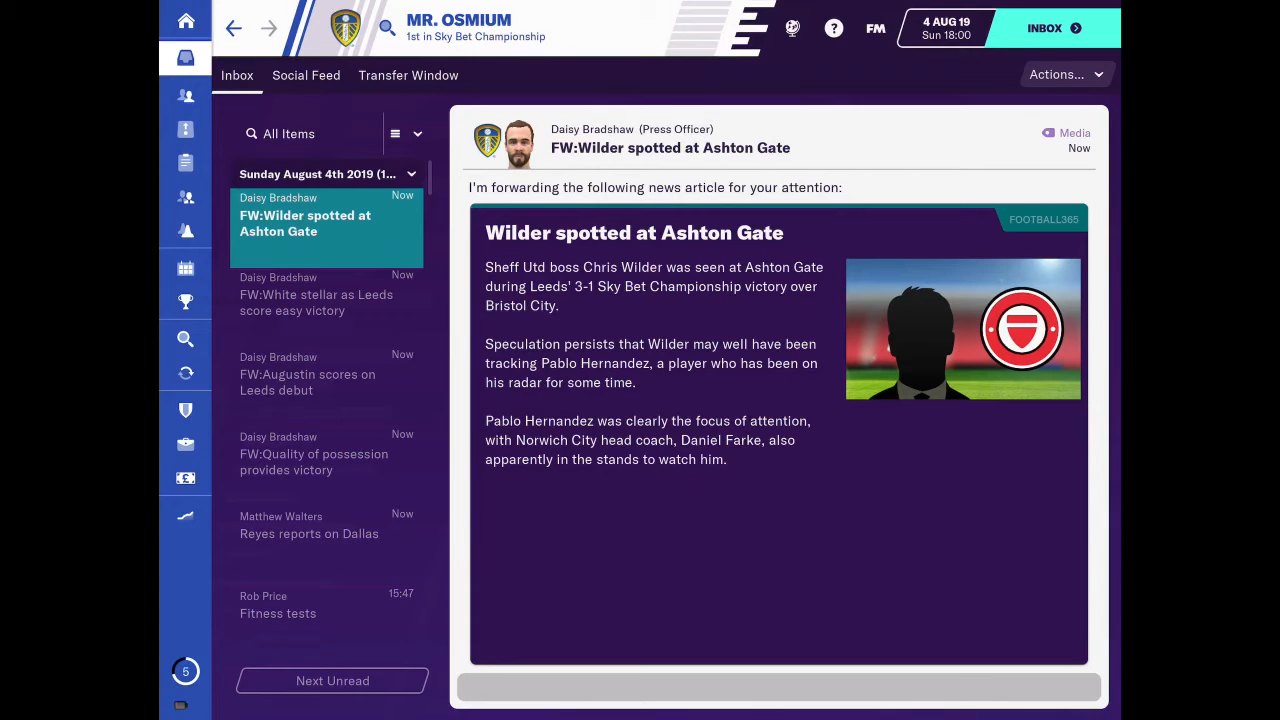 MR. OSMIUM
1st in Sky Bet Championship
?
FM
4 AUG 19
Sun 18:00
INBOX
Inbox
Social Feed
Transfer Window
Actions...
All Items
Sunday August 4th 2019 (1...
Daisy Bradshaw
Now
FW:Wilder spotted at
Ashton Gate
Daisy Bradshaw
Now
FW:White stellar as Leeds
score easy victory
Daisy Bradshaw
Now
FW:Augustin scores on
Leeds debut
Daisy Bradshaw
Now
FW:Quality of possession
provides victory
Matthew Walters
Now
Reyes reports on Dallas
Rob Price
15:47
Fitness tests
Next Unread
5
Daisy Bradshaw (Press Officer)
FW:Wilder spotted at Ashton Gate
Media
Now
I'm forwarding the following news article for your attention:
FOOTBALL365
Wilder spotted at Ashton Gate
Sheff Utd boss Chris Wilder was seen at Ashton Gate
during Leeds' 3-1 Sky Bet Championship victory over
Bristol City.
Speculation persists that Wilder may well have been
tracking Pablo Hernandez, a player who has been on
his radar for some time.
Pablo Hernandez was clearly the focus of attention,
with Norwich City head coach, Daniel Farke, also
apparently in the stands to watch him.